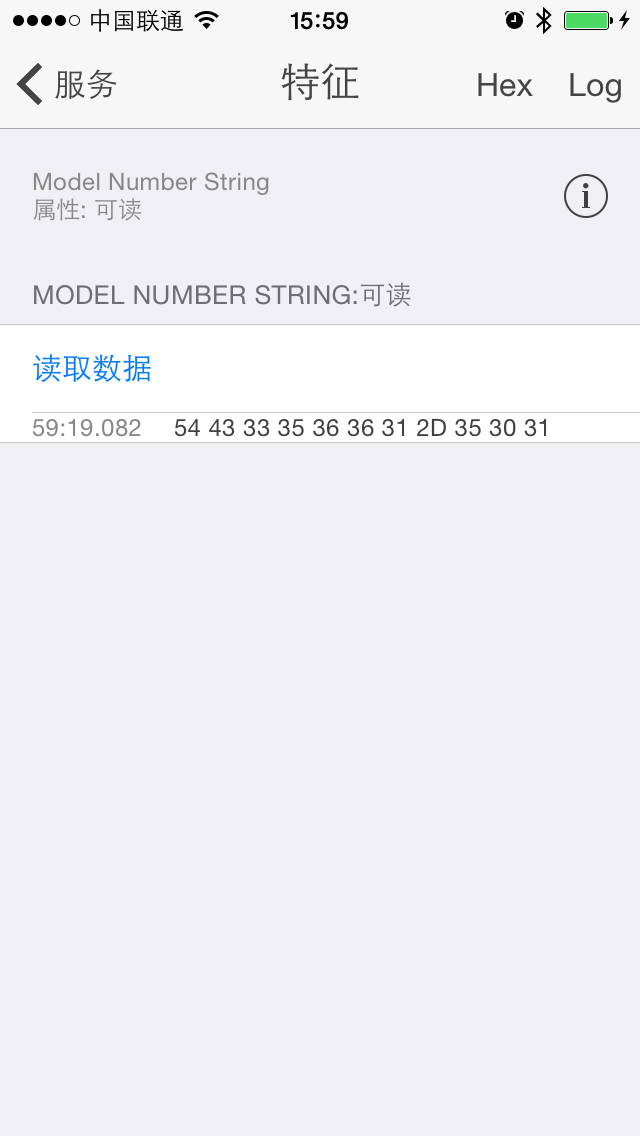 中国联通 15:59
服务 特征 Hex Log
Model Number String
属性: 可读
MODEL NUMBER STRING:可读
读取数据
59:19.082 54 43 33 35 36 36 31 2D 35 30 31